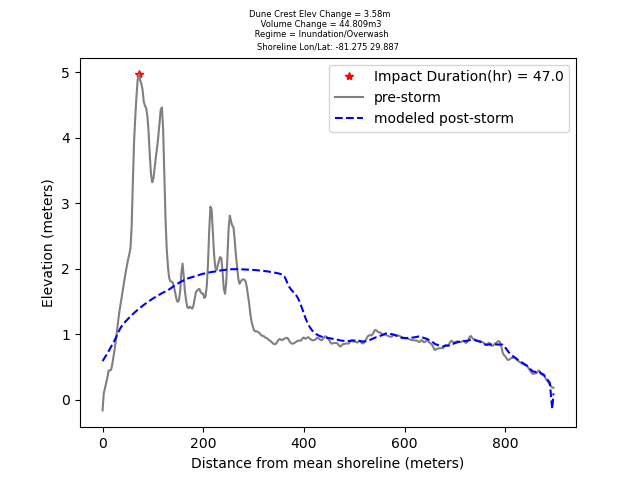 Dune Crest Elev Change = 3.58m
Volume Change = 44.809m3
Regime = Inundation/Overwash
Shoreline Lon/Lat: -81.275 29.887
Impact Duration(hr) = 47.0
pre-storm
modeled post-storm
Elevation (meters)
5
4
3
2
1
0
0 200 400 600 800
Distance from mean shoreline (meters)